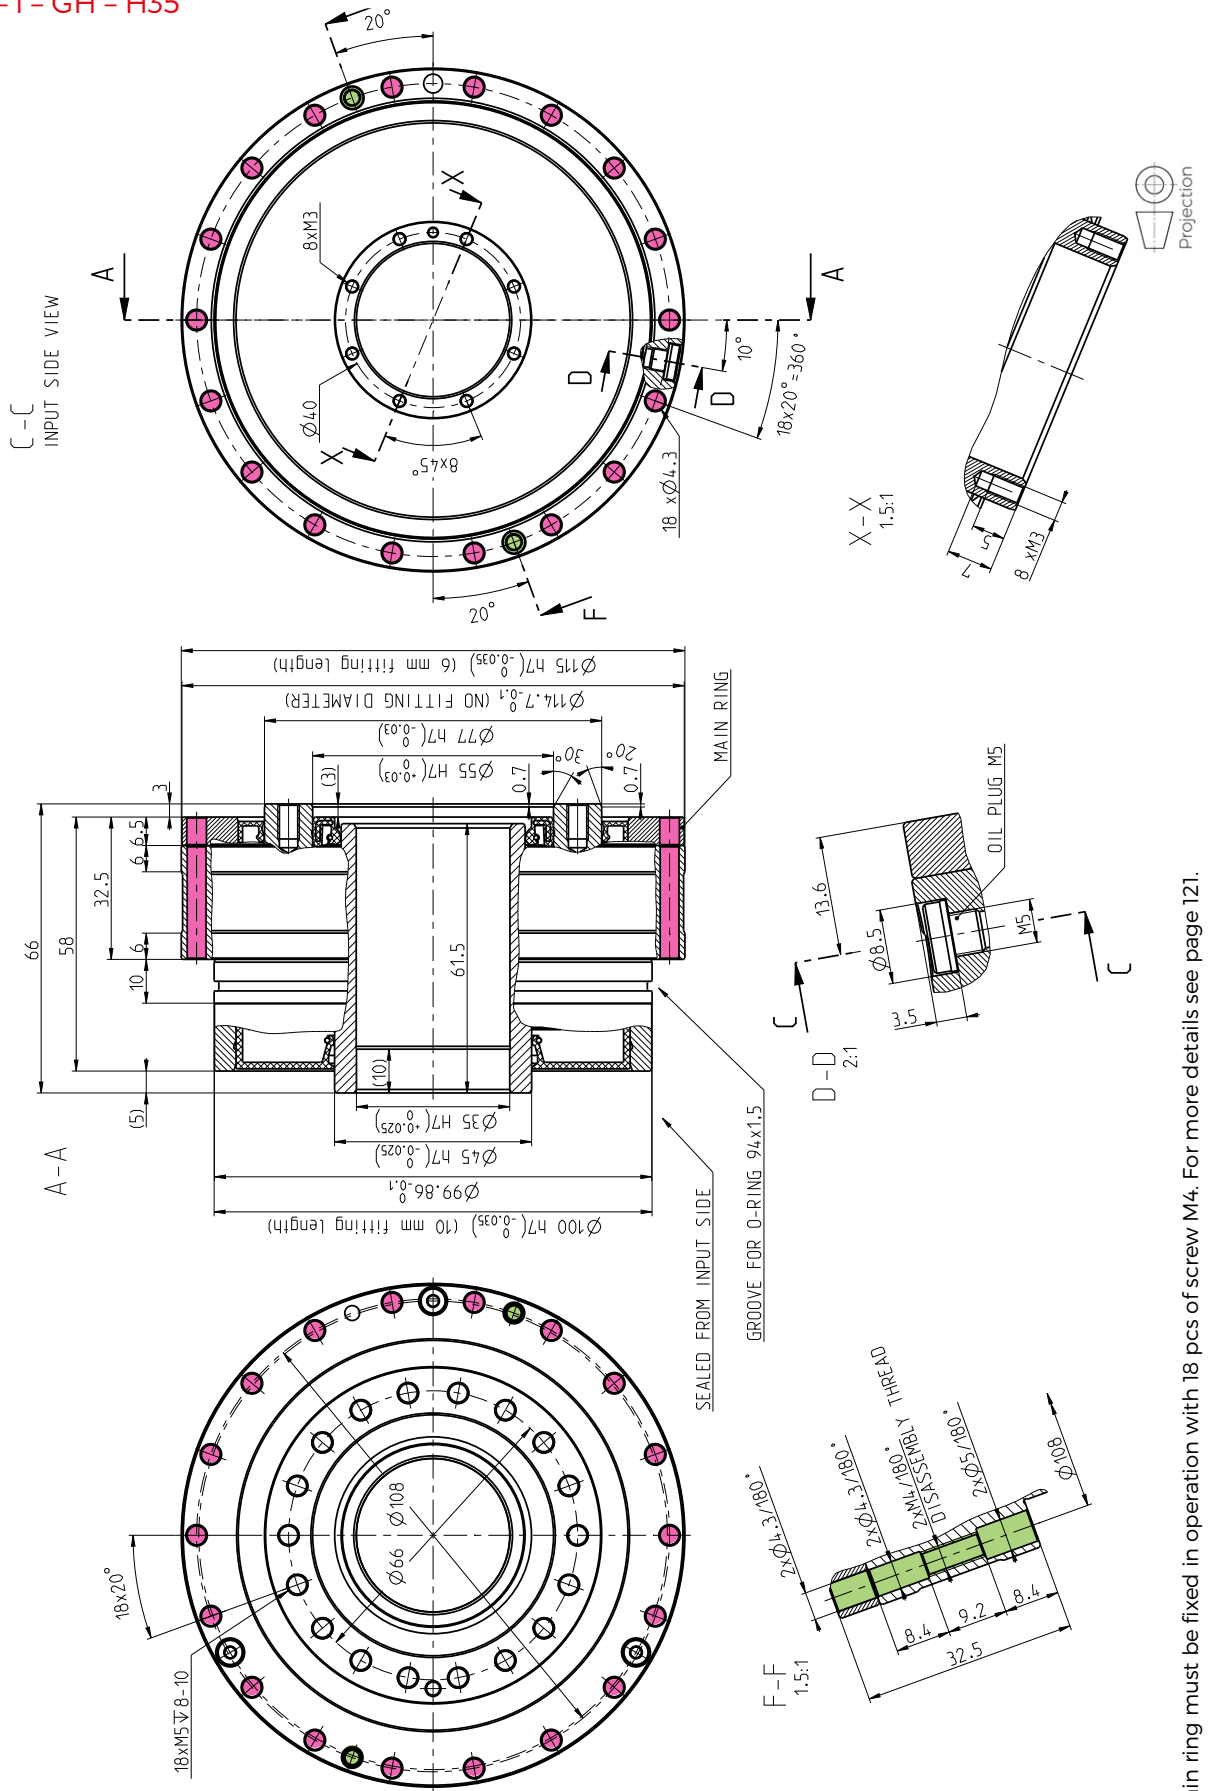 -T – GH – H35
C-C
INPUT SIDE VIEW
20°
A
A
X
X
8xM3
Ø40
8x45°
D
D
10°
18x20°=360°
18 xØ4.3
20°
F
X-X
1.5:1
7
5
8 xM3
Projection
A-A
Ø115 h7(0 -0.035) (6 mm fitting length)
Ø114.7 0 -0.1 (NO FITTING DIAMETER)
Ø77 h7(0 -0.03)
Ø55 H7(+0.03 0)
30°
20°
(3)
0.7
0.7
3
6.5
6
32.5
6
10
58
66
(5)
61.5
(10)
MAIN RING
Ø35 H7(+0.025 0)
Ø45 h7(0 -0.025)
Ø99.86 0 -0.1
Ø100 h7(0 -0.035) (10 mm fitting length)
SEALED FROM INPUT SIDE
GROOVE FOR O-RING 94x1.5
D-D
2:1
C
C
13.6
Ø8.5
3.5
M5
OIL PLUG M5
18x20°
Ø66
Ø108
18xM5↧8-10
F-F
1.5:1
2xØ4.3/180°
2xØ4.3/180°
2xM4/180°
DISASSEMBLY THREAD
2xØ5/180°
Ø108
8.4
9.2
8.4
32.5
in ring must be fixed in operation with 18 pcs of screw M4. For more details see page 121.